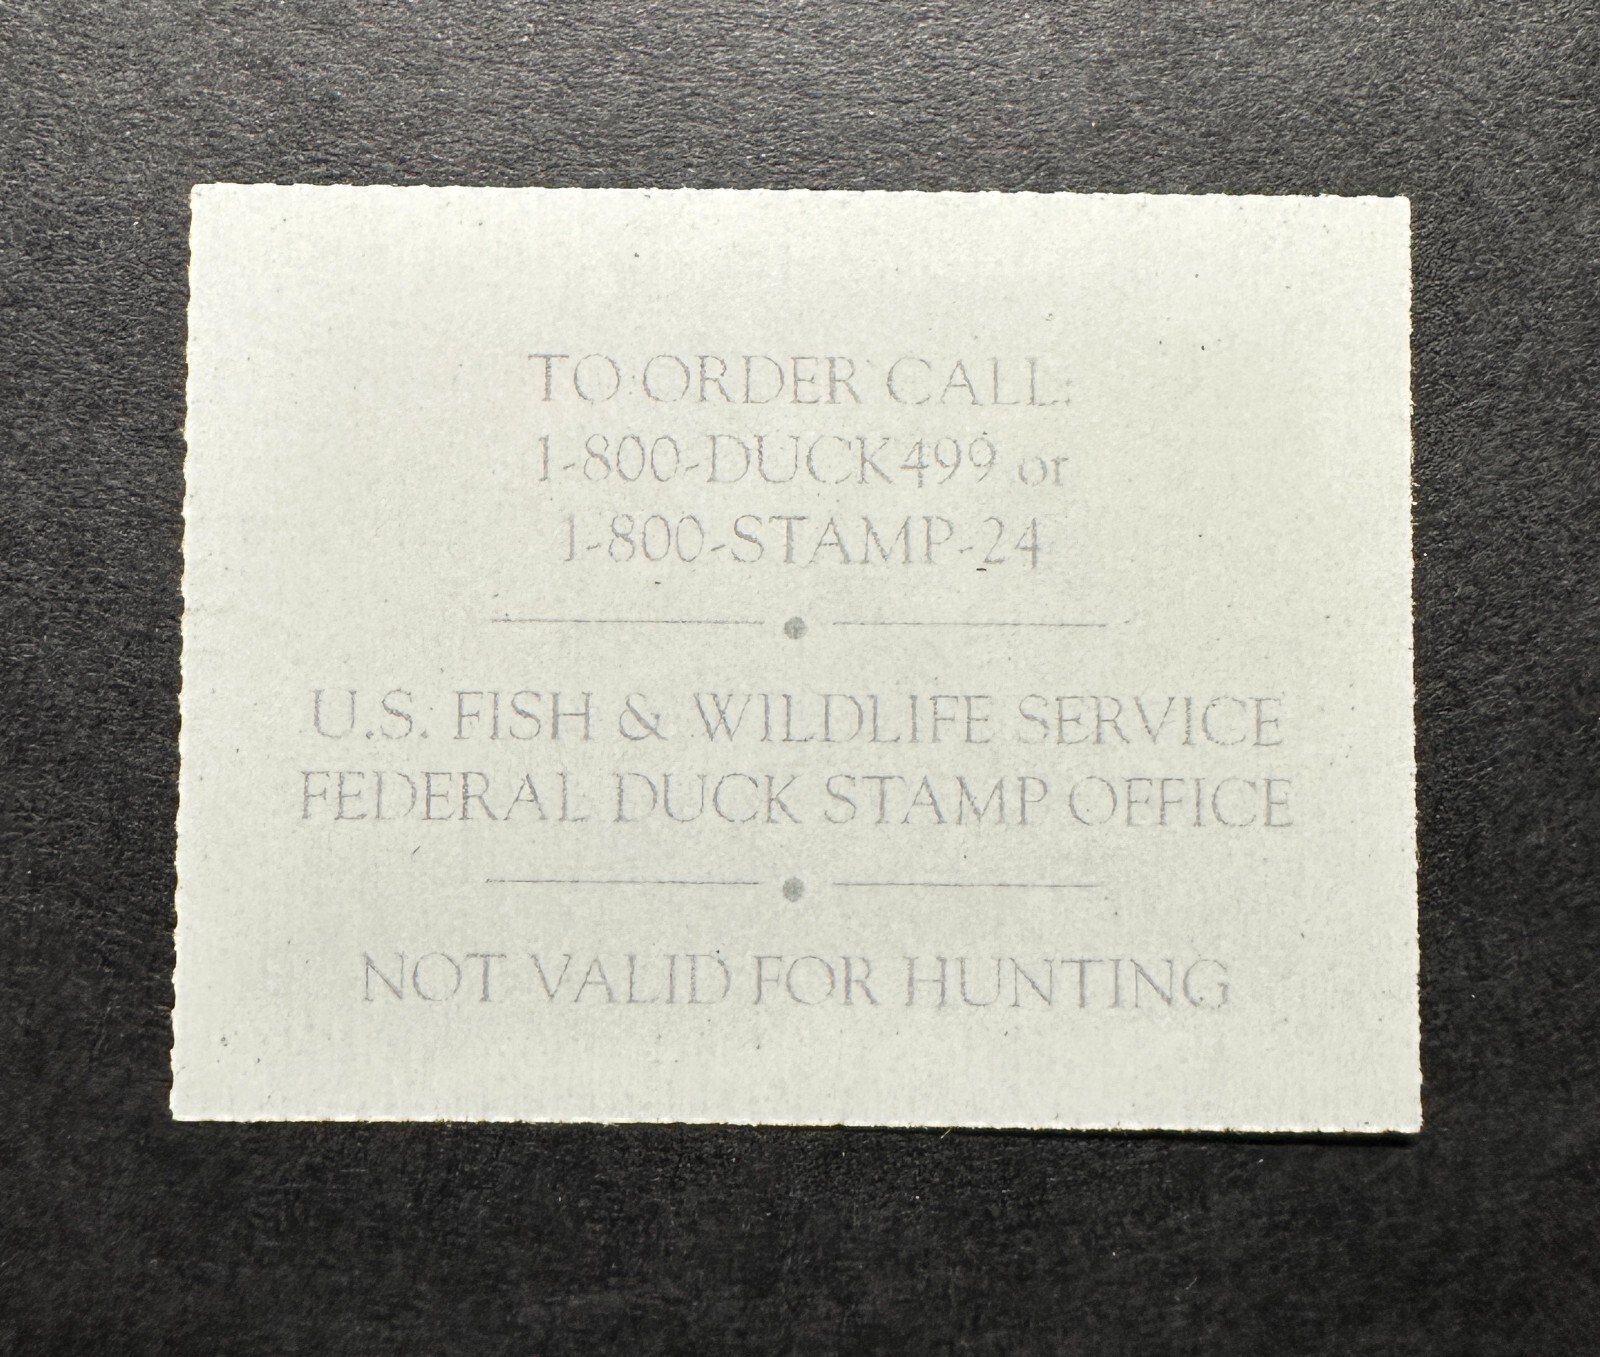 TO ORDER CALL:
1-800-DUCK499 or
1-800-STAMP-24
U.S. FISH & WILDLIFE SERVICE
FEDERAL DUCK STAMP OFFICE
NOT VALID FOR HUNTING